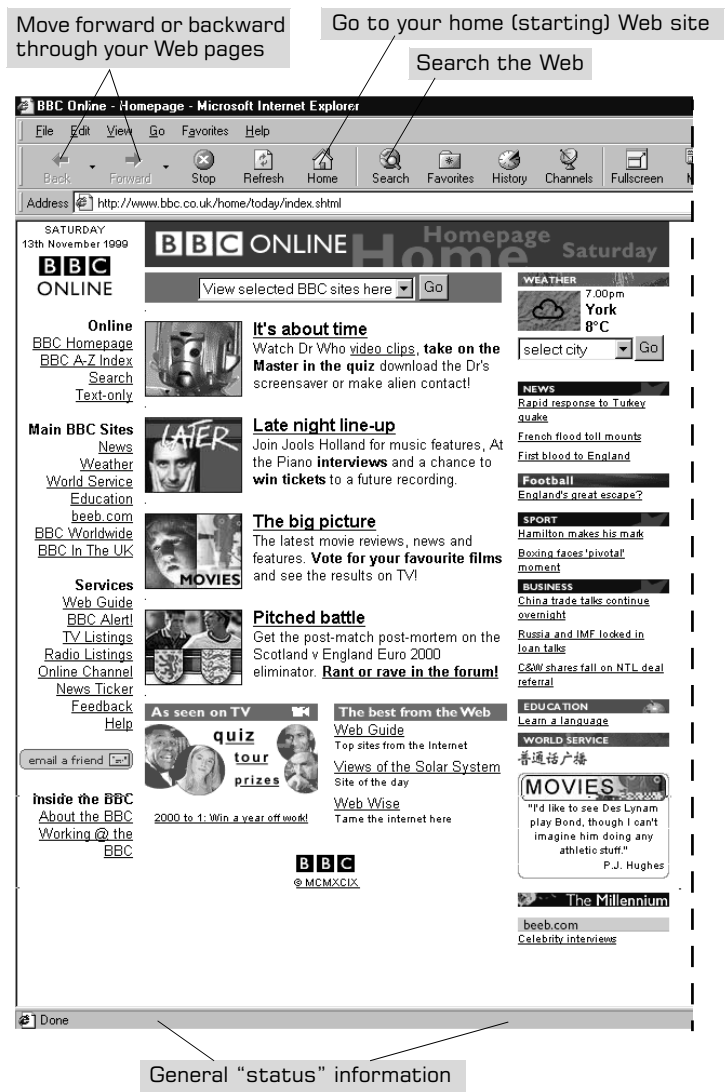 Move forward or backward
through your Web pages
Go to your home (starting) Web site
Search the Web
BBC Online - Homepage - Microsoft Internet Explorer
File Edit View Go Favorites Help
Back Forward Stop Refresh Home Search Favorites History Channels Fullscreen
Address http://www.bbc.co.uk/home/today/index.shtml
SATURDAY
13th November 1999
BBC
ONLINE
Online
BBC Homepage
BBC A-Z Index
Search
Text-only
Main BBC Sites
News
Weather
World Service
Education
beeb.com
BBC Worldwide
BBC In The UK
Services
Web Guide
BBC Alert!
TV Listings
Radio Listings
Online Channel
News Ticker
Feedback
Help
email a friend
Inside the BBC
About the BBC
Working @ the
BBC
BBC ONLINE Home Homepage Saturday
View selected BBC sites here Go
It's about time
Watch Dr Who video clips, take on the
Master in the quiz download the Dr's
screensaver or make alien contact!
LATER
Late night line-up
Join Jools Holland for music features, At
the Piano interviews and a chance to
win tickets to a future recording.
MOVIES
The big picture
The latest movie reviews, news and
features. Vote for your favourite films
and see the results on TV!
Pitched battle
Get the post-match post-mortem on the
Scotland v England Euro 2000
eliminator. Rant or rave in the forum!
As seen on TV
quiz
tour
prizes
2000 to 1: Win a year off work!
The best from the Web
Web Guide
Top sites from the Internet
Views of the Solar System
Site of the day
Web Wise
Tame the internet here
BBC
© MCMXCIX
WEATHER
7.00pm
York
8°C
select city Go
NEWS
Rapid response to Turkey
quake
French flood toll mounts
First blood to England
Football
England's great escape?
SPORT
Hamilton makes his mark
Boxing faces 'pivotal'
moment
BUSINESS
China trade talks continue
overnight
Russia and IMF locked in
loan talks
C&W shares fall on NTL deal
referral
EDUCATION
Learn a language
WORLD SERVICE
普通话广播
MOVIES
"I'd like to see Des Lynam
play Bond, though I can't
imagine him doing any
athletic stuff."
P.J. Hughes
The Millennium
beeb.com
Celebrity interviews
Done
General “status” information